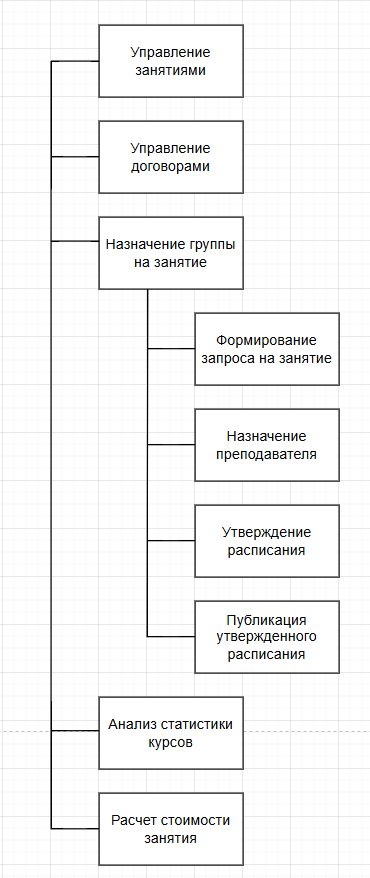 Управление
занятиями
Управление
договорами
Назначение группы
на занятие
Формирование
запроса на занятие
Назначение
преподавателя
Утверждение
расписания
Публикация
утвержденного
расписания
Анализ статистики
курсов
Расчет стоимости
занятия